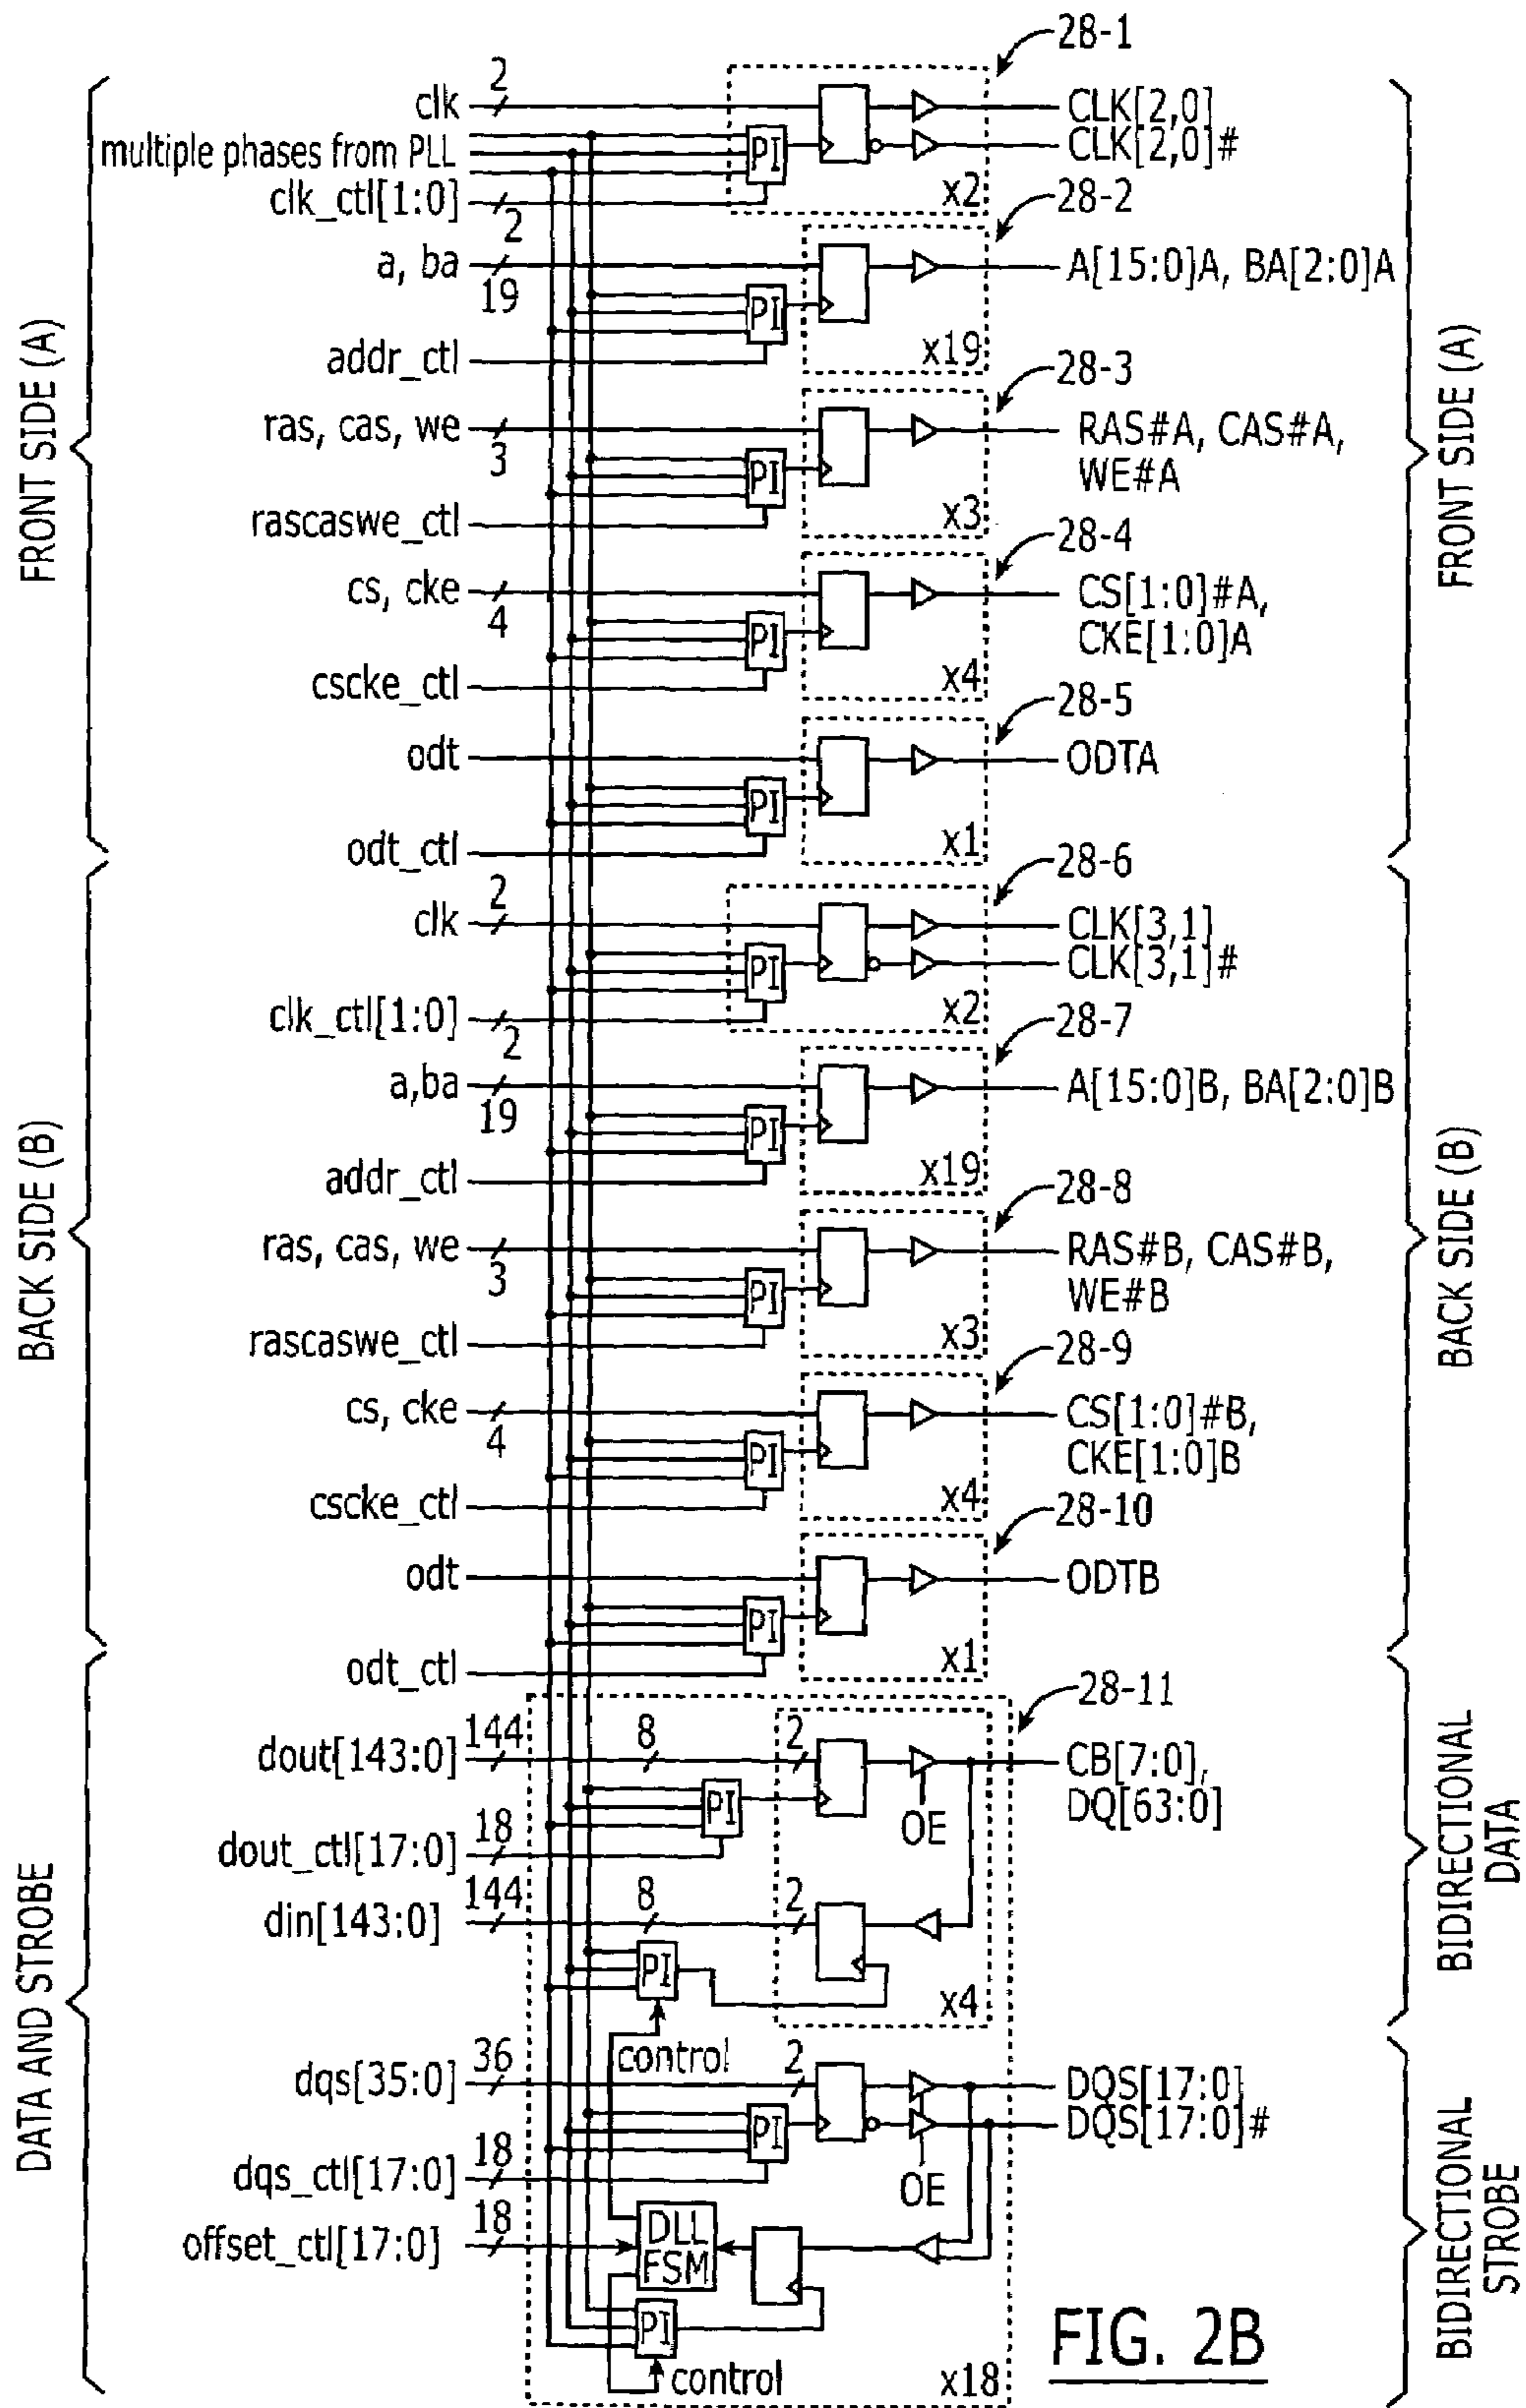 28-1
2
clk
CLK[2,0]
multiple phases from PLL
PI
CLK[2,0]#
clk_ctl[1:0]
x2
28-2
2
a, ba
A[15:0]A, BA[2:0]A
19
PI
addr_ctl
x19
28-3
ras, cas, we
RAS#A, CAS#A,
3
PI
WE#A
rascaswe_ctl
x3
28-4
cs, cke
CS[1:0]#A,
4
PI
CKE[1:0]A
cscke_ctl
x4
28-5
odt
ODTA
PI
odt_ctl
x1
FRONT SIDE (A)
FRONT SIDE (A)
28-6
2
clk
CLK[3,1]
PI
CLK[3,1]#
clk_ctl[1:0]
x2
28-7
2
a,ba
A[15:0]B, BA[2:0]B
19
PI
addr_ctl
x19
28-8
ras, cas, we
RAS#B, CAS#B,
3
PI
WE#B
rascaswe_ctl
x3
28-9
cs, cke
CS[1:0]#B,
4
PI
CKE[1:0]B
cscke_ctl
x4
28-10
odt
ODTB
PI
odt_ctl
x1
BACK SIDE (B)
BACK SIDE (B)
28-11
144
8
2
dout[143:0]
CB[7:0],
PI
DQ[63:0]
OE
18
dout_ctl[17:0]
144
8
2
din[143:0]
PI
x4
control
BIDIRECTIONAL
DATA
36
2
dqs[35:0]
DQS[17:0]
PI
DQS[17:0]#
18
dqs_ctl[17:0]
OE
18
offset_ctl[17:0]
DLL
FSM
PI
control
x18
DATA AND STROBE
BIDIRECTIONAL
STROBE
FIG. 2B